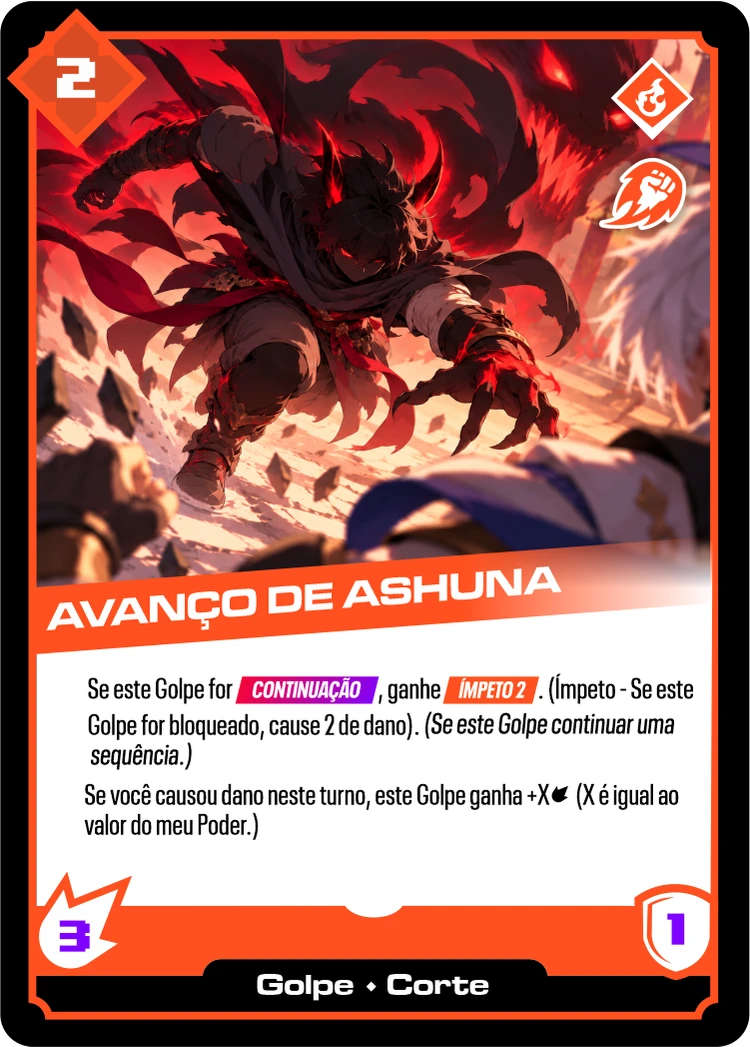 2
AVANÇO DE ASHUNA
Se este Golpe for CONTINUAÇÃO, ganhe ÍMPETO 2. (Ímpeto - Se este
Golpe for bloqueado, cause 2 de dano). (Se este Golpe continuar uma
sequência.)
Se você causou dano neste turno, este Golpe ganha +X (X é igual ao
valor do meu Poder.)
3
1
Golpe • Corte